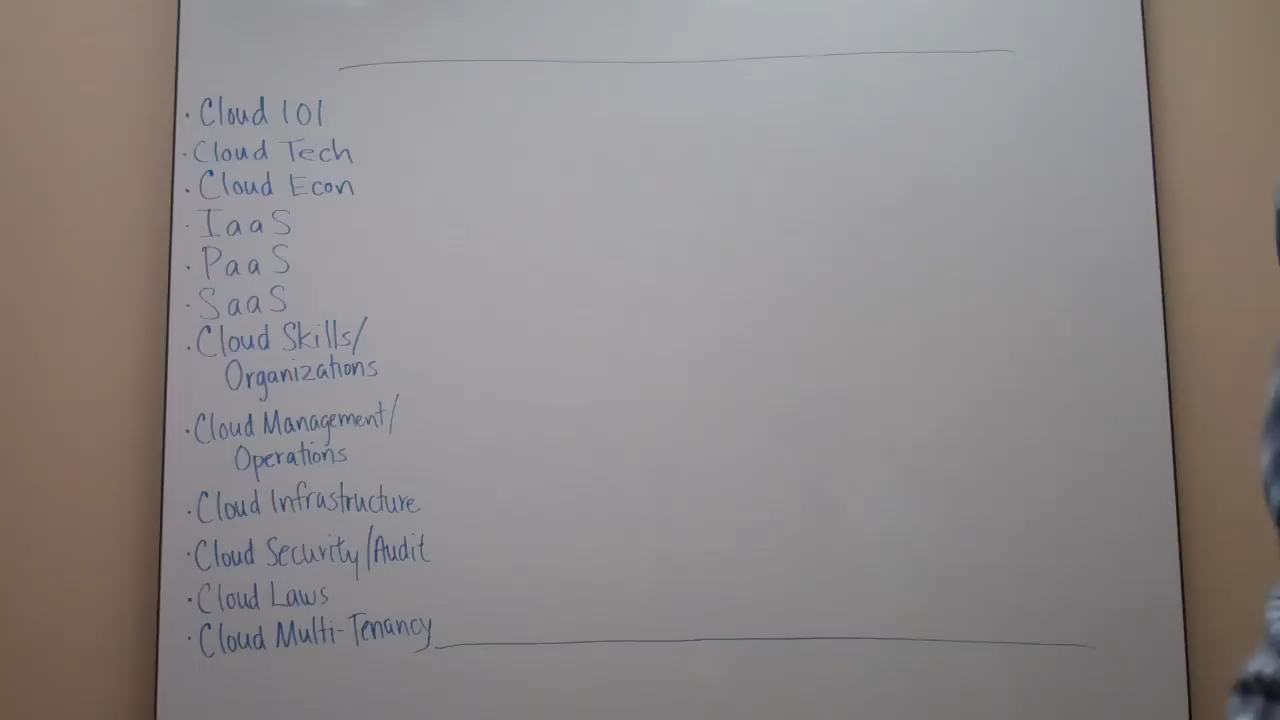 · Cloud 101
· Cloud Tech
· Cloud Econ
· IaaS
· PaaS
· SaaS
· Cloud Skills/
Organizations
· Cloud Management/
Operations
· Cloud Infrastructure
· Cloud Security/Audit
· Cloud Laws
· Cloud Multi-Tenancy